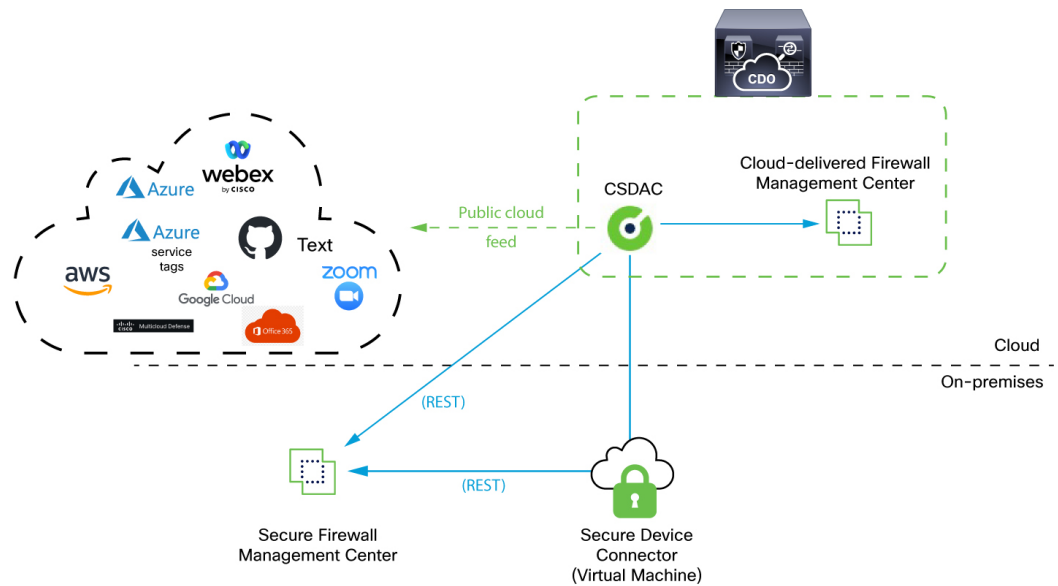 CDO
Cloud-delivered Firewall
Management Center
CSDAC
Public cloud
feed
webex
by CISCO
Azure
Azure
service
tags
Text
aws
Google Cloud
zoom
CISCO
Multicloud Defense
Office 365
Cloud
On-premises
(REST)
(REST)
Secure Firewall
Management Center
Secure Device
Connector
(Virtual Machine)